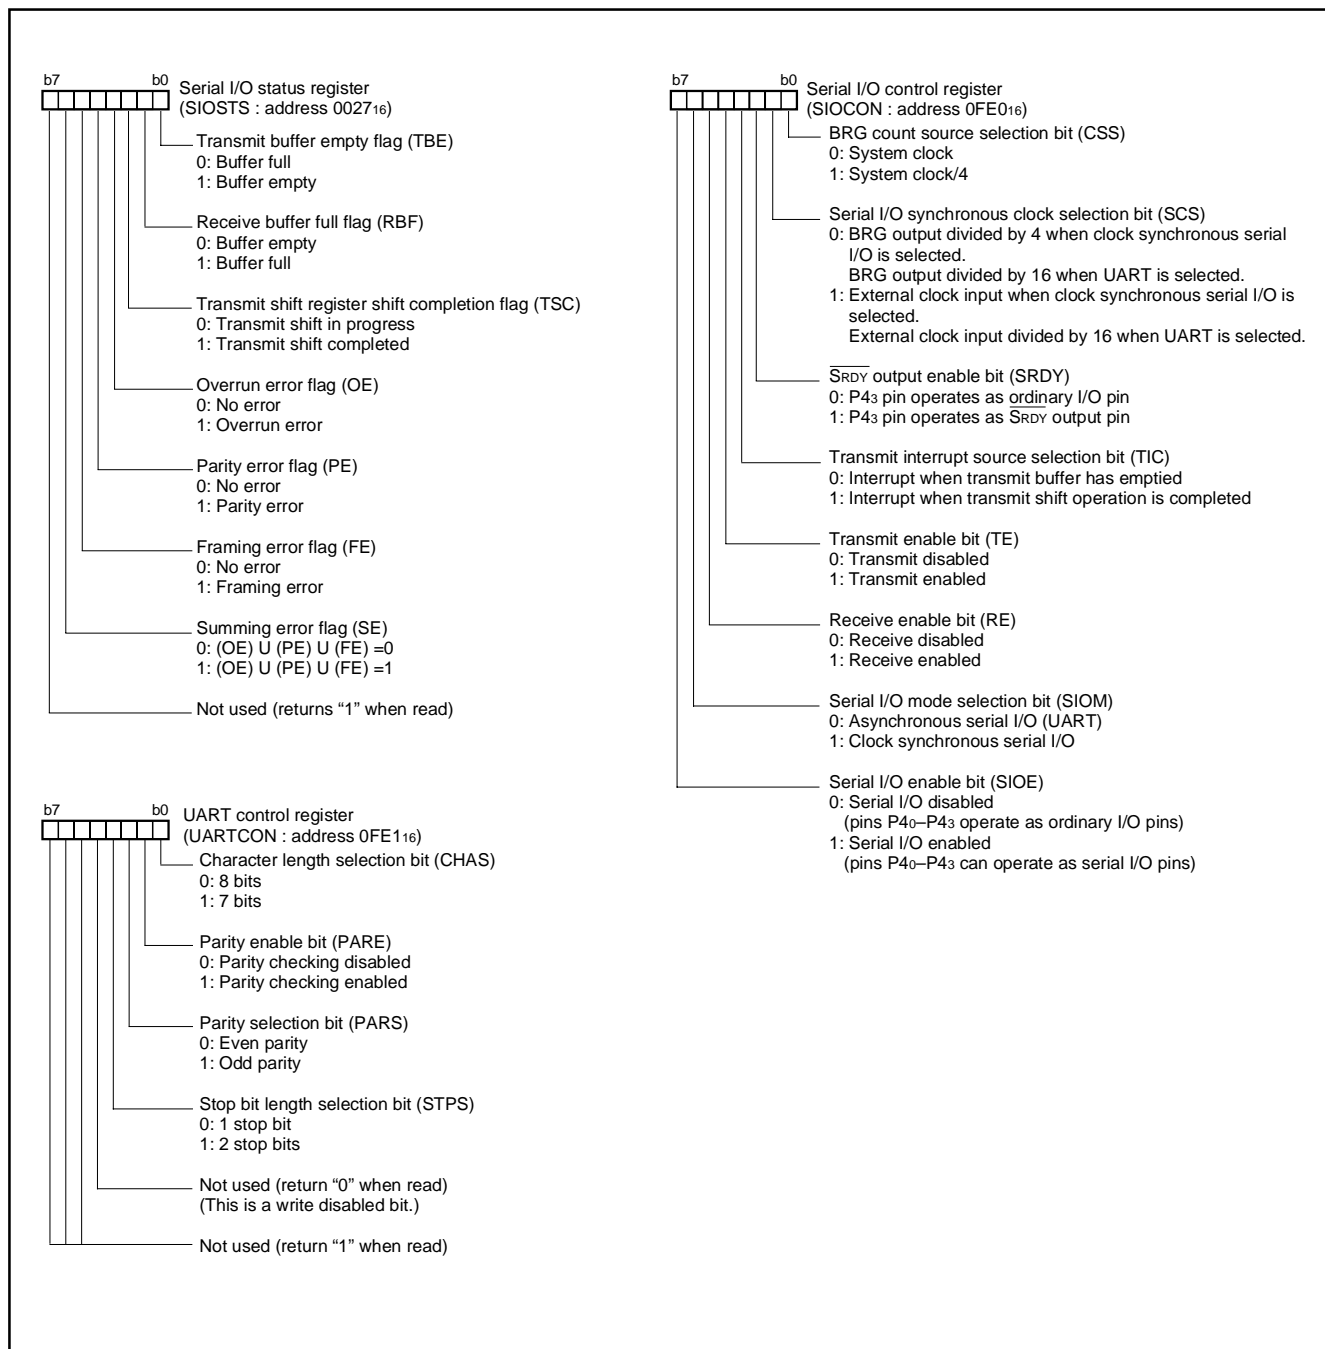 b7 b0
Serial I/O status register
(SIOSTS : address 002716)
Transmit buffer empty flag (TBE)
0: Buffer full
1: Buffer empty
Receive buffer full flag (RBF)
0: Buffer empty
1: Buffer full
Transmit shift register shift completion flag (TSC)
0: Transmit shift in progress
1: Transmit shift completed
Overrun error flag (OE)
0: No error
1: Overrun error
Parity error flag (PE)
0: No error
1: Parity error
Framing error flag (FE)
0: No error
1: Framing error
Summing error flag (SE)
0: (OE) U (PE) U (FE) =0
1: (OE) U (PE) U (FE) =1
Not used (returns “1” when read)
b7 b0
UART control register
(UARTCON : address 0FE116)
Character length selection bit (CHAS)
0: 8 bits
1: 7 bits
Parity enable bit (PARE)
0: Parity checking disabled
1: Parity checking enabled
Parity selection bit (PARS)
0: Even parity
1: Odd parity
Stop bit length selection bit (STPS)
0: 1 stop bit
1: 2 stop bits
Not used (return “0” when read)
(This is a write disabled bit.)
Not used (return “1” when read)
b7 b0
Serial I/O control register
(SIOCON : address 0FE016)
BRG count source selection bit (CSS)
0: System clock
1: System clock/4
Serial I/O synchronous clock selection bit (SCS)
0: BRG output divided by 4 when clock synchronous serial
I/O is selected.
BRG output divided by 16 when UART is selected.
1: External clock input when clock synchronous serial I/O is
selected.
External clock input divided by 16 when UART is selected.
SRDY output enable bit (SRDY)
0: P43 pin operates as ordinary I/O pin
1: P43 pin operates as SRDY output pin
Transmit interrupt source selection bit (TIC)
0: Interrupt when transmit buffer has emptied
1: Interrupt when transmit shift operation is completed
Transmit enable bit (TE)
0: Transmit disabled
1: Transmit enabled
Receive enable bit (RE)
0: Receive disabled
1: Receive enabled
Serial I/O mode selection bit (SIOM)
0: Asynchronous serial I/O (UART)
1: Clock synchronous serial I/O
Serial I/O enable bit (SIOE)
0: Serial I/O disabled
(pins P40–P43 operate as ordinary I/O pins)
1: Serial I/O enabled
(pins P40–P43 can operate as serial I/O pins)